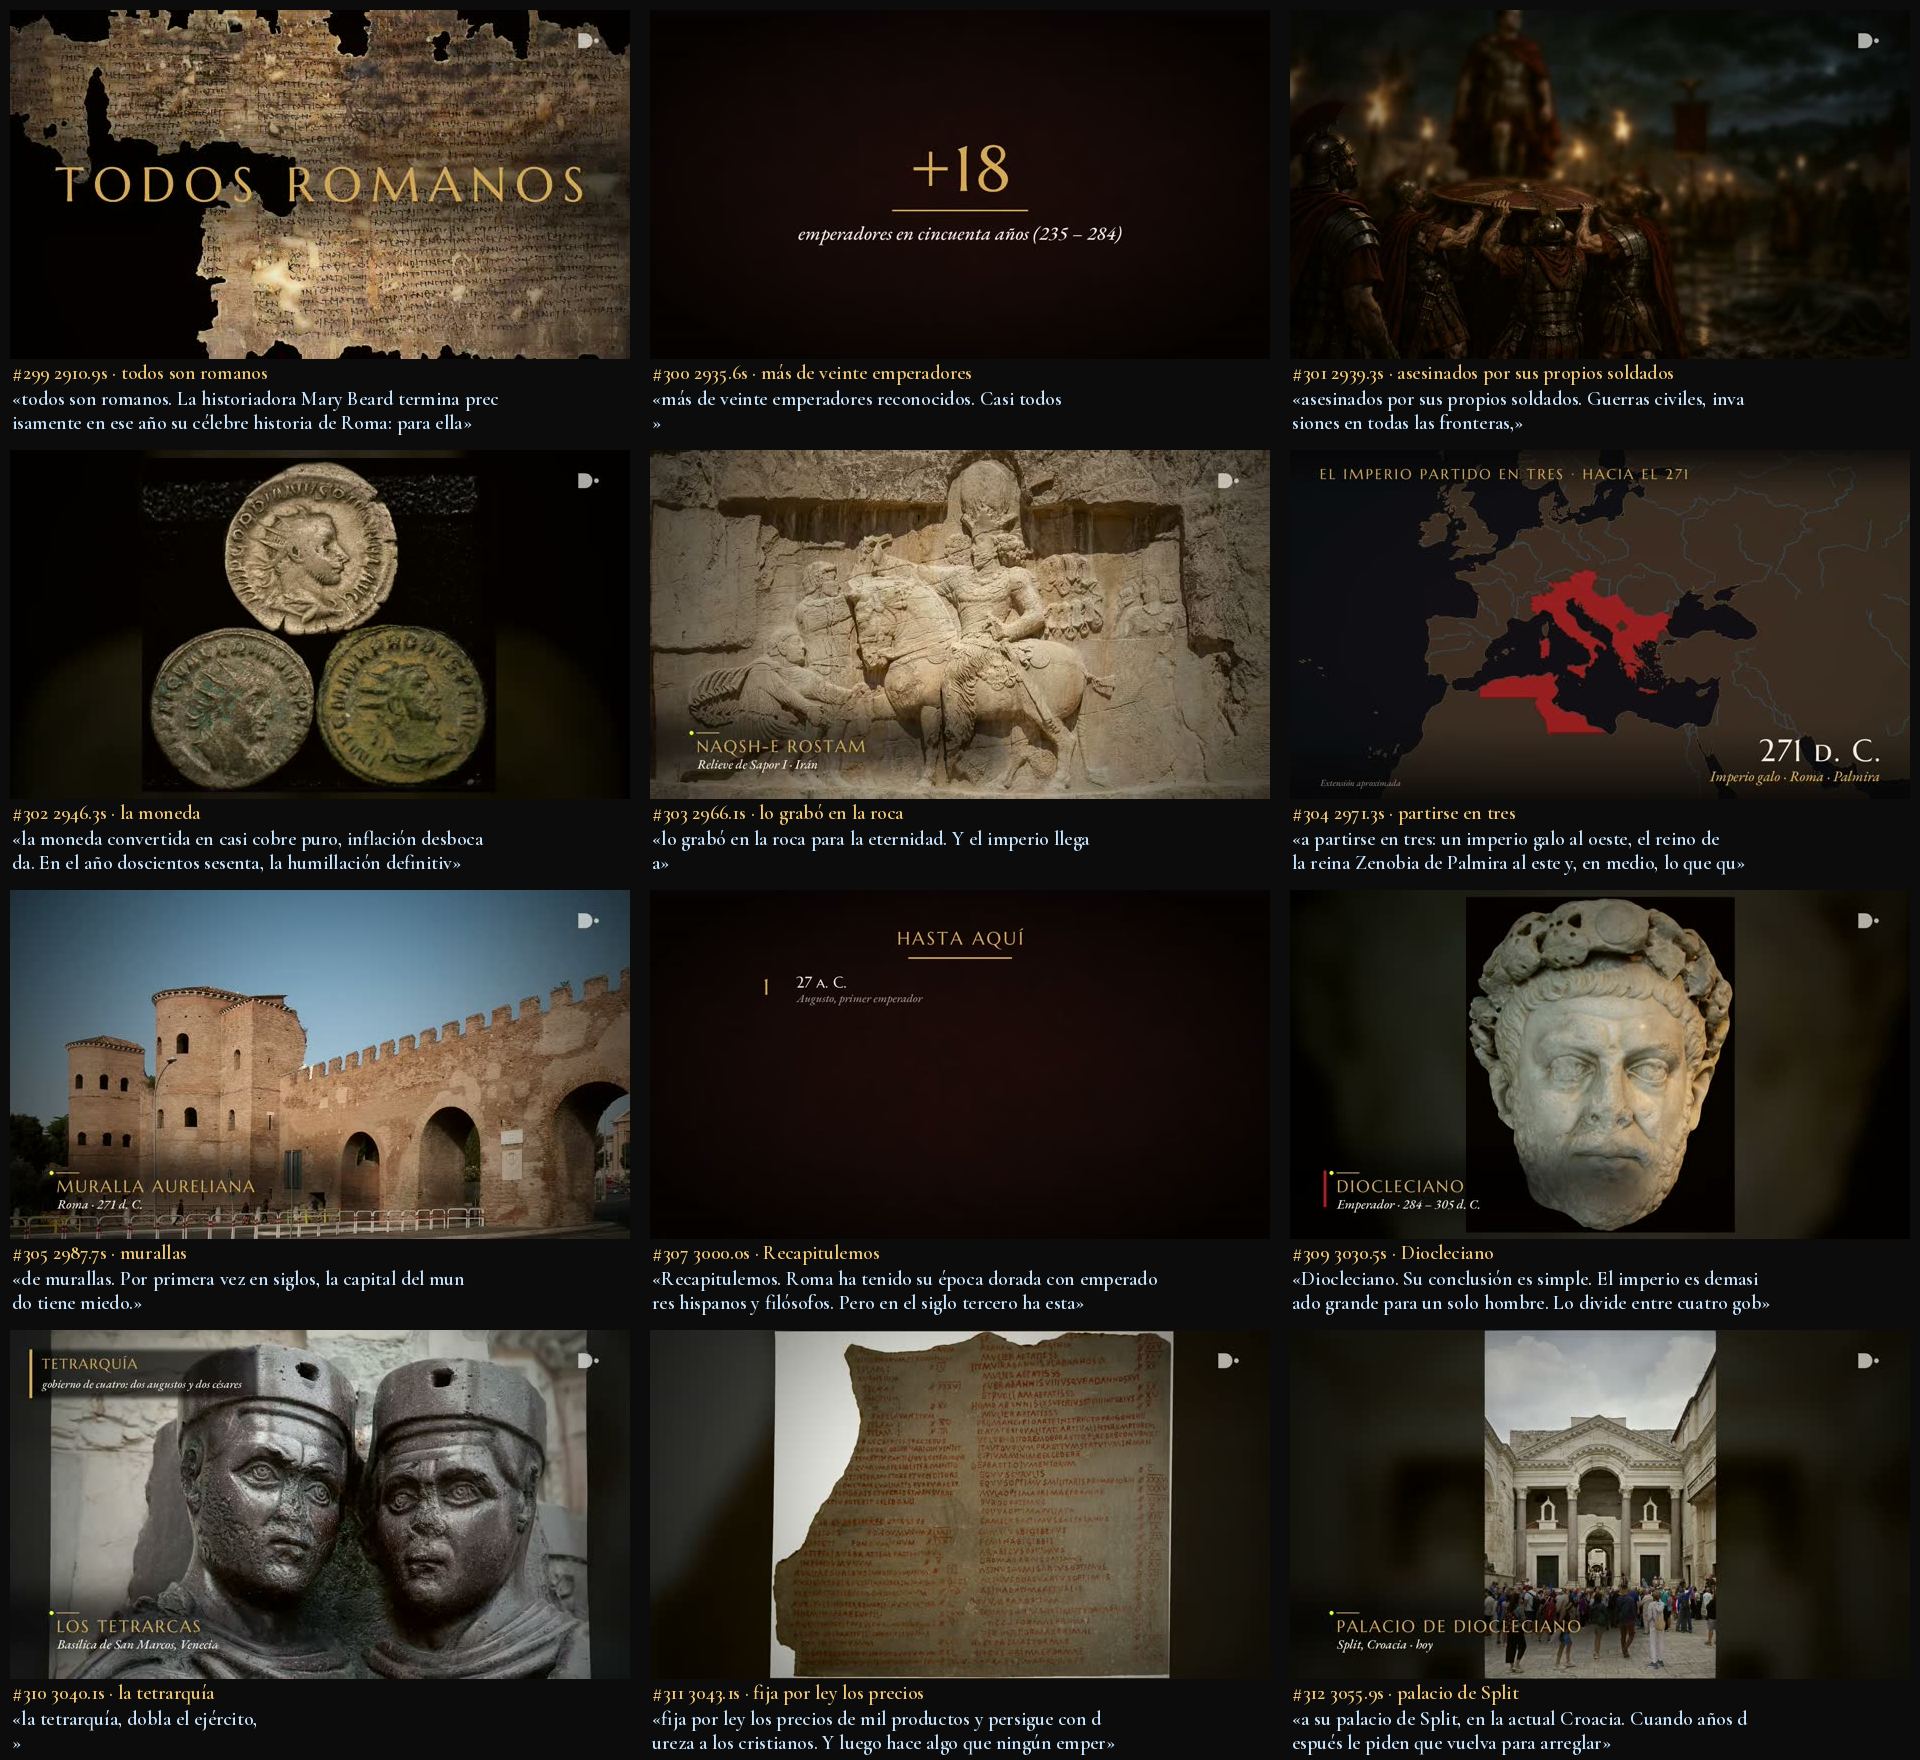 TODOS ROMANOS
#299 2910.9s · todos son romanos
«todos son romanos. La historiadora Mary Beard termina prec
isamente en ese año su célebre historia de Roma: para ella»
+18
emperadores en cincuenta años (235 – 284)
#300 2935.6s · más de veinte emperadores
«más de veinte emperadores reconocidos. Casi todos
»
#301 2939.3s · asesinados por sus propios soldados
«asesinados por sus propios soldados. Guerras civiles, inva
siones en todas las fronteras,»
#302 2946.3s · la moneda
«la moneda convertida en casi cobre puro, inflación desboca
da. En el año doscientos sesenta, la humillación definitiv»
NAQSH-E ROSTAM
Relieve de Sapor I · Irán
#303 2966.1s · lo grabó en la roca
«lo grabó en la roca para la eternidad. Y el imperio llega
a»
EL IMPERIO PARTIDO EN TRES · HACIA EL 271
271 D. C.
Imperio galo · Roma · Palmira
Extensión aproximada
#304 2971.3s · partirse en tres
«a partirse en tres: un imperio galo al oeste, el reino de
la reina Zenobia de Palmira al este y, en medio, lo que qu»
MURALLA AURELIANA
Roma · 271 d. C.
#305 2987.7s · murallas
«de murallas. Por primera vez en siglos, la capital del mun
do tiene miedo.»
HASTA AQUÍ
1
27 A. C.
Augusto, primer emperador
#307 3000.0s · Recapitulemos
«Recapitulemos. Roma ha tenido su época dorada con emperado
res hispanos y filósofos. Pero en el siglo tercero ha esta»
DIOCLECIANO
Emperador · 284 – 305 d. C.
#309 3030.5s · Diocleciano
«Diocleciano. Su conclusión es simple. El imperio es demasi
ado grande para un solo hombre. Lo divide entre cuatro gob»
TETRARQUÍA
gobierno de cuatro: dos augustos y dos césares
LOS TETRARCAS
Basílica de San Marcos, Venecia
#310 3040.1s · la tetrarquía
«la tetrarquía, dobla el ejército,
»
#311 3043.1s · fija por ley los precios
«fija por ley los precios de mil productos y persigue con d
ureza a los cristianos. Y luego hace algo que ningún emper»
PALACIO DE DIOCLECIANO
Split, Croacia · hoy
#312 3055.9s · palacio de Split
«a su palacio de Split, en la actual Croacia. Cuando años d
espués le piden que vuelva para arreglar»